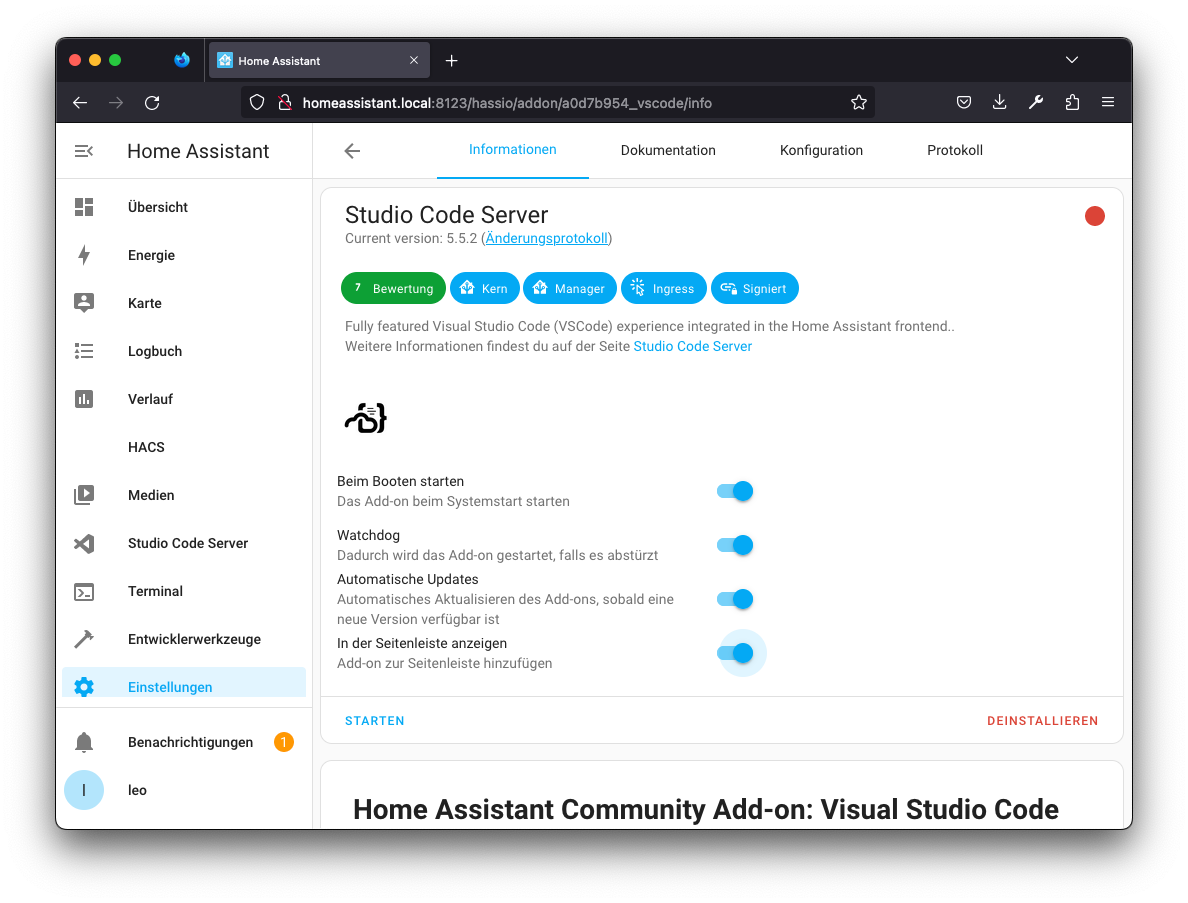 Home Assistant
homeassistant.local:8123/hassio/addon/a0d7b954_vscode/info
Home Assistant
Informationen
Dokumentation
Konfiguration
Protokoll
Übersicht
Energie
Karte
Logbuch
Verlauf
HACS
Medien
Studio Code Server
Terminal
Entwicklerwerkzeuge
Einstellungen
Benachrichtigungen 1
l leo
Studio Code Server
Current version: 5.5.2 (Änderungsprotokoll)
7 Bewertung
Kern
Manager
Ingress
Signiert
Fully featured Visual Studio Code (VSCode) experience integrated in the Home Assistant frontend..
Weitere Informationen findest du auf der Seite Studio Code Server
Beim Booten starten
Das Add-on beim Systemstart starten
Watchdog
Dadurch wird das Add-on gestartet, falls es abstürzt
Automatische Updates
Automatisches Aktualisieren des Add-ons, sobald eine
neue Version verfügbar ist
In der Seitenleiste anzeigen
Add-on zur Seitenleiste hinzufügen
STARTEN
DEINSTALLIEREN
Home Assistant Community Add-on: Visual Studio Code